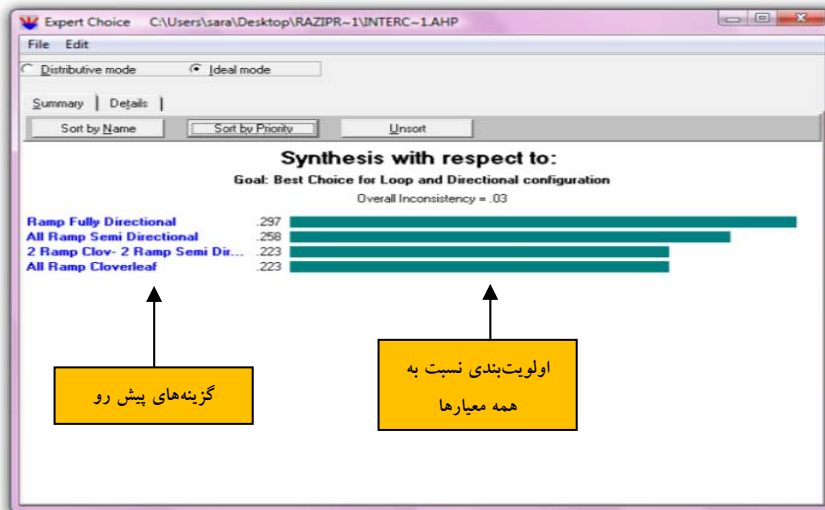 Expert Choice C:\Users\sara\Desktop\RAZIPR~1\INTERC~1.AHP
File Edit
Distributive mode Ideal mode
Summary Details
Sort by Name Sort by Priority Unsort
Synthesis with respect to:
Goal: Best Choice for Loop and Directional configuration
Overall Inconsistency = .03
Ramp Fully Directional .297
All Ramp Semi Directional .258
2 Ramp Clov- 2 Ramp Semi Dir... .223
All Ramp Cloverleaf .223
اولویت‌بندی نسبت به
همه معیارها
گزینه‌های پیش رو